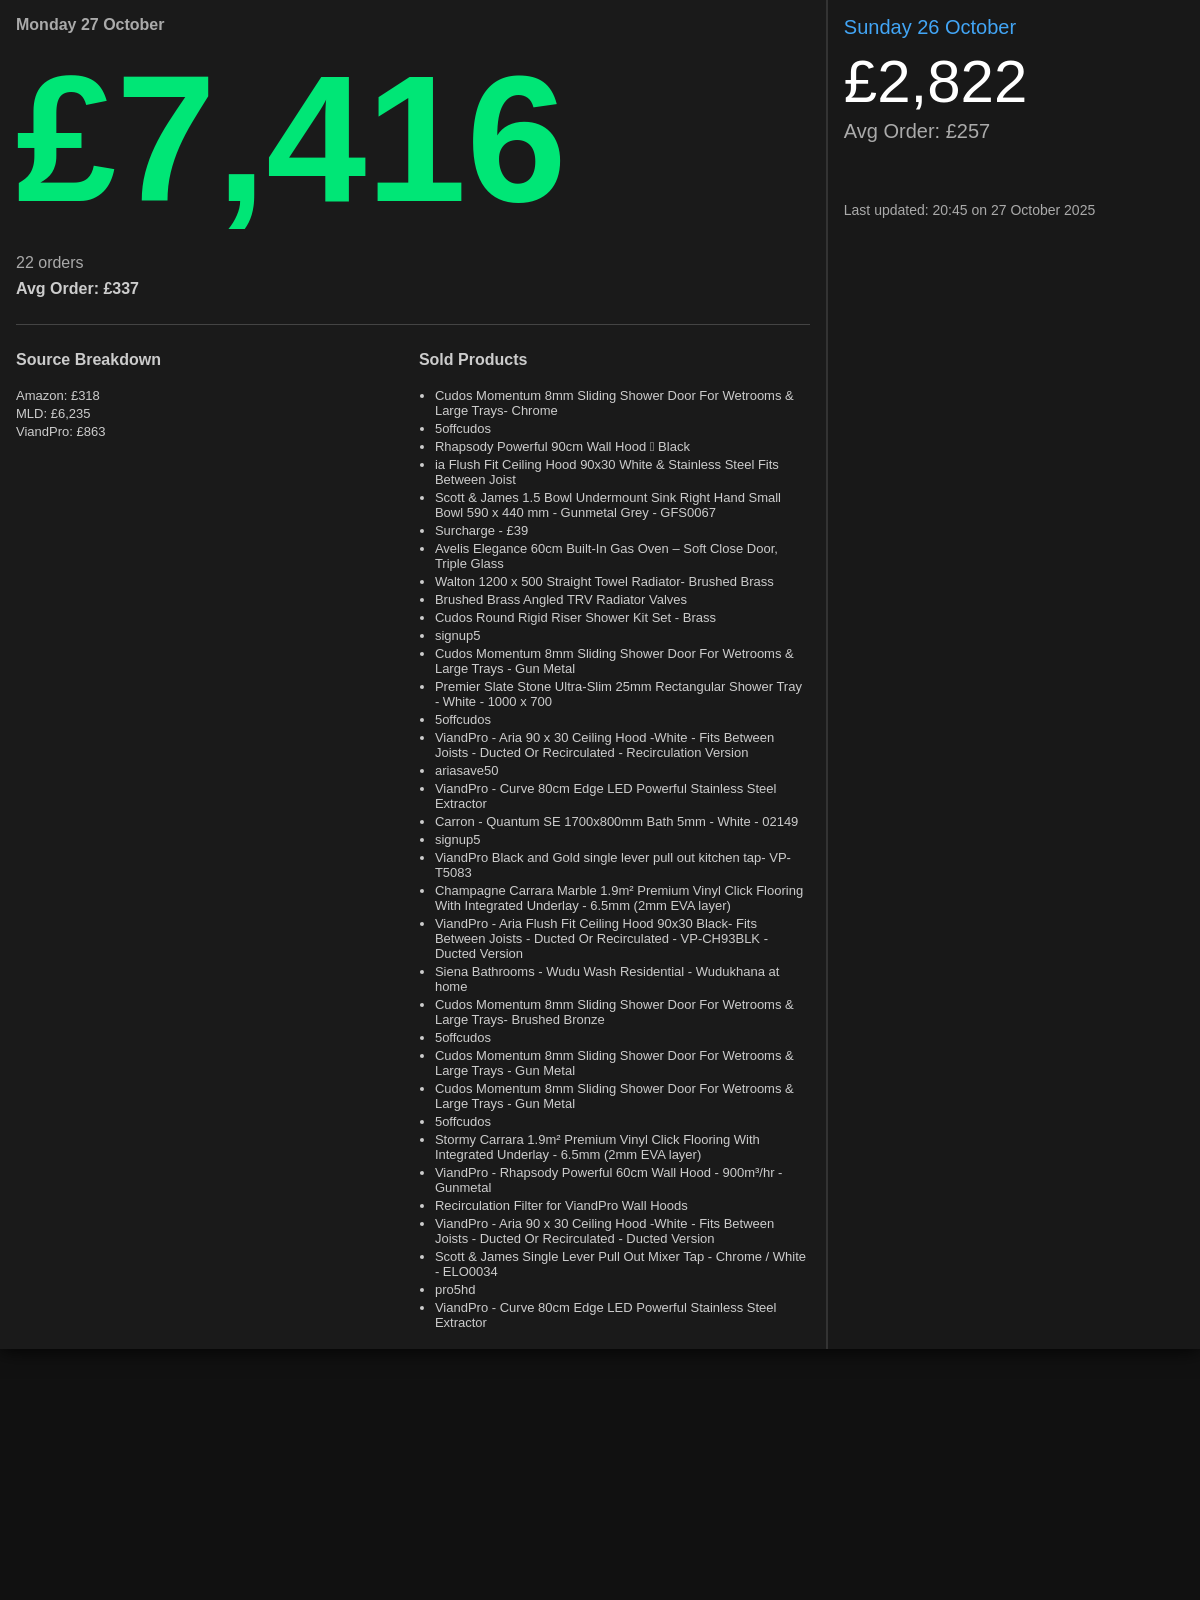 Monday 27 October
£7,416
22 orders
Avg Order: £337
Source Breakdown
Amazon: £318
MLD: £6,235
ViandPro: £863
Sold Products
Cudos Momentum 8mm Sliding Shower Door For Wetrooms &
Large Trays- Chrome
5offcudos
Rhapsody Powerful 90cm Wall Hood Black
ia Flush Fit Ceiling Hood 90x30 White & Stainless Steel Fits
Between Joist
Scott & James 1.5 Bowl Undermount Sink Right Hand Small
Bowl 590 x 440 mm - Gunmetal Grey - GFS0067
Surcharge - £39
Avelis Elegance 60cm Built-In Gas Oven – Soft Close Door,
Triple Glass
Walton 1200 x 500 Straight Towel Radiator- Brushed Brass
Brushed Brass Angled TRV Radiator Valves
Cudos Round Rigid Riser Shower Kit Set - Brass
signup5
Cudos Momentum 8mm Sliding Shower Door For Wetrooms &
Large Trays - Gun Metal
Premier Slate Stone Ultra-Slim 25mm Rectangular Shower Tray
- White - 1000 x 700
5offcudos
ViandPro - Aria 90 x 30 Ceiling Hood -White - Fits Between
Joists - Ducted Or Recirculated - Recirculation Version
ariasave50
ViandPro - Curve 80cm Edge LED Powerful Stainless Steel
Extractor
Carron - Quantum SE 1700x800mm Bath 5mm - White - 02149
signup5
ViandPro Black and Gold single lever pull out kitchen tap- VP-
T5083
Champagne Carrara Marble 1.9m² Premium Vinyl Click Flooring
With Integrated Underlay - 6.5mm (2mm EVA layer)
ViandPro - Aria Flush Fit Ceiling Hood 90x30 Black- Fits
Between Joists - Ducted Or Recirculated - VP-CH93BLK -
Ducted Version
Siena Bathrooms - Wudu Wash Residential - Wudukhana at
home
Cudos Momentum 8mm Sliding Shower Door For Wetrooms &
Large Trays- Brushed Bronze
5offcudos
Cudos Momentum 8mm Sliding Shower Door For Wetrooms &
Large Trays - Gun Metal
Cudos Momentum 8mm Sliding Shower Door For Wetrooms &
Large Trays - Gun Metal
5offcudos
Stormy Carrara 1.9m² Premium Vinyl Click Flooring With
Integrated Underlay - 6.5mm (2mm EVA layer)
ViandPro - Rhapsody Powerful 60cm Wall Hood - 900m³/hr -
Gunmetal
Recirculation Filter for ViandPro Wall Hoods
ViandPro - Aria 90 x 30 Ceiling Hood -White - Fits Between
Joists - Ducted Or Recirculated - Ducted Version
Scott & James Single Lever Pull Out Mixer Tap - Chrome / White
- ELO0034
pro5hd
ViandPro - Curve 80cm Edge LED Powerful Stainless Steel
Extractor
Sunday 26 October
£2,822
Avg Order: £257
Last updated: 20:45 on 27 October 2025